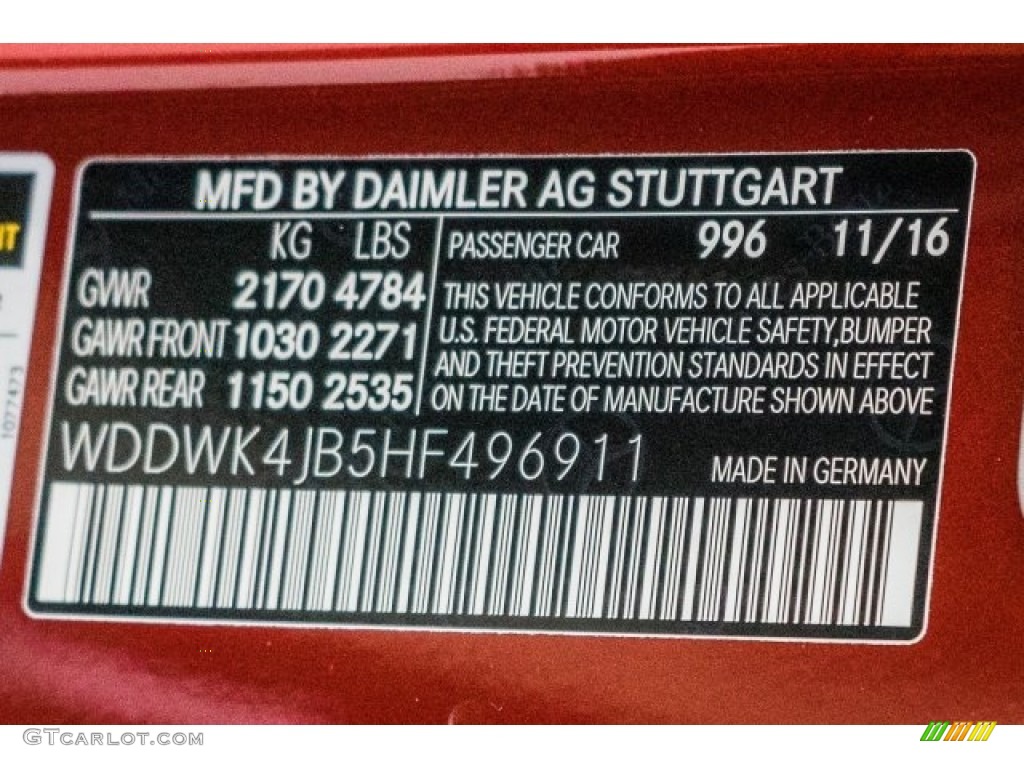 MFD BY DAIMLER AG STUTTGART
KG LBS
GVWR 2170 4784
GAWR FRONT 1030 2271
GAWR REAR 1150 2535
PASSENGER CAR 996 11/16
THIS VEHICLE CONFORMS TO ALL APPLICABLE
U.S. FEDERAL MOTOR VEHICLE SAFETY,BUMPER
AND THEFT PREVENTION STANDARDS IN EFFECT
ON THE DATE OF MANUFACTURE SHOWN ABOVE
WDDWK4JB5HF496911 MADE IN GERMANY
1077473
GTCarlot.com